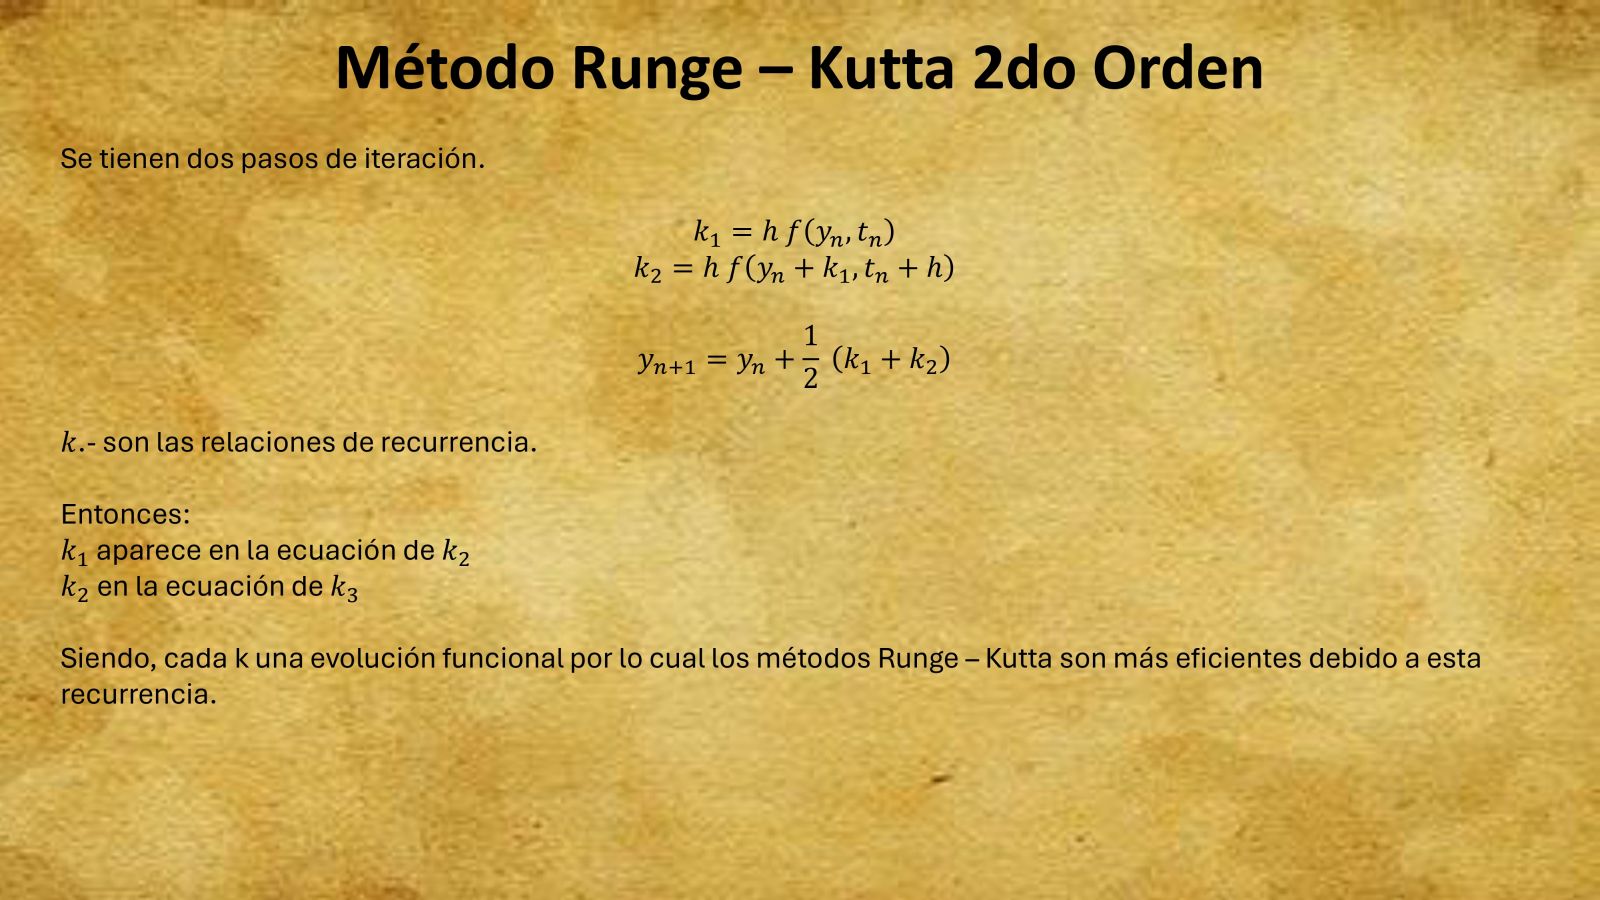 Método Runge – Kutta 2do Orden
Se tienen dos pasos de iteración.
k₁ = h f(yₙ, tₙ)
k₂ = h f(yₙ + k₁, tₙ + h)
yₙ₊₁ = yₙ + 1/2 (k₁ + k₂)
k.- son las relaciones de recurrencia.
Entonces:
k₁ aparece en la ecuación de k₂
k₂ en la ecuación de k₃
Siendo, cada k una evolución funcional por lo cual los métodos Runge – Kutta son más eficientes debido a esta
recurrencia.